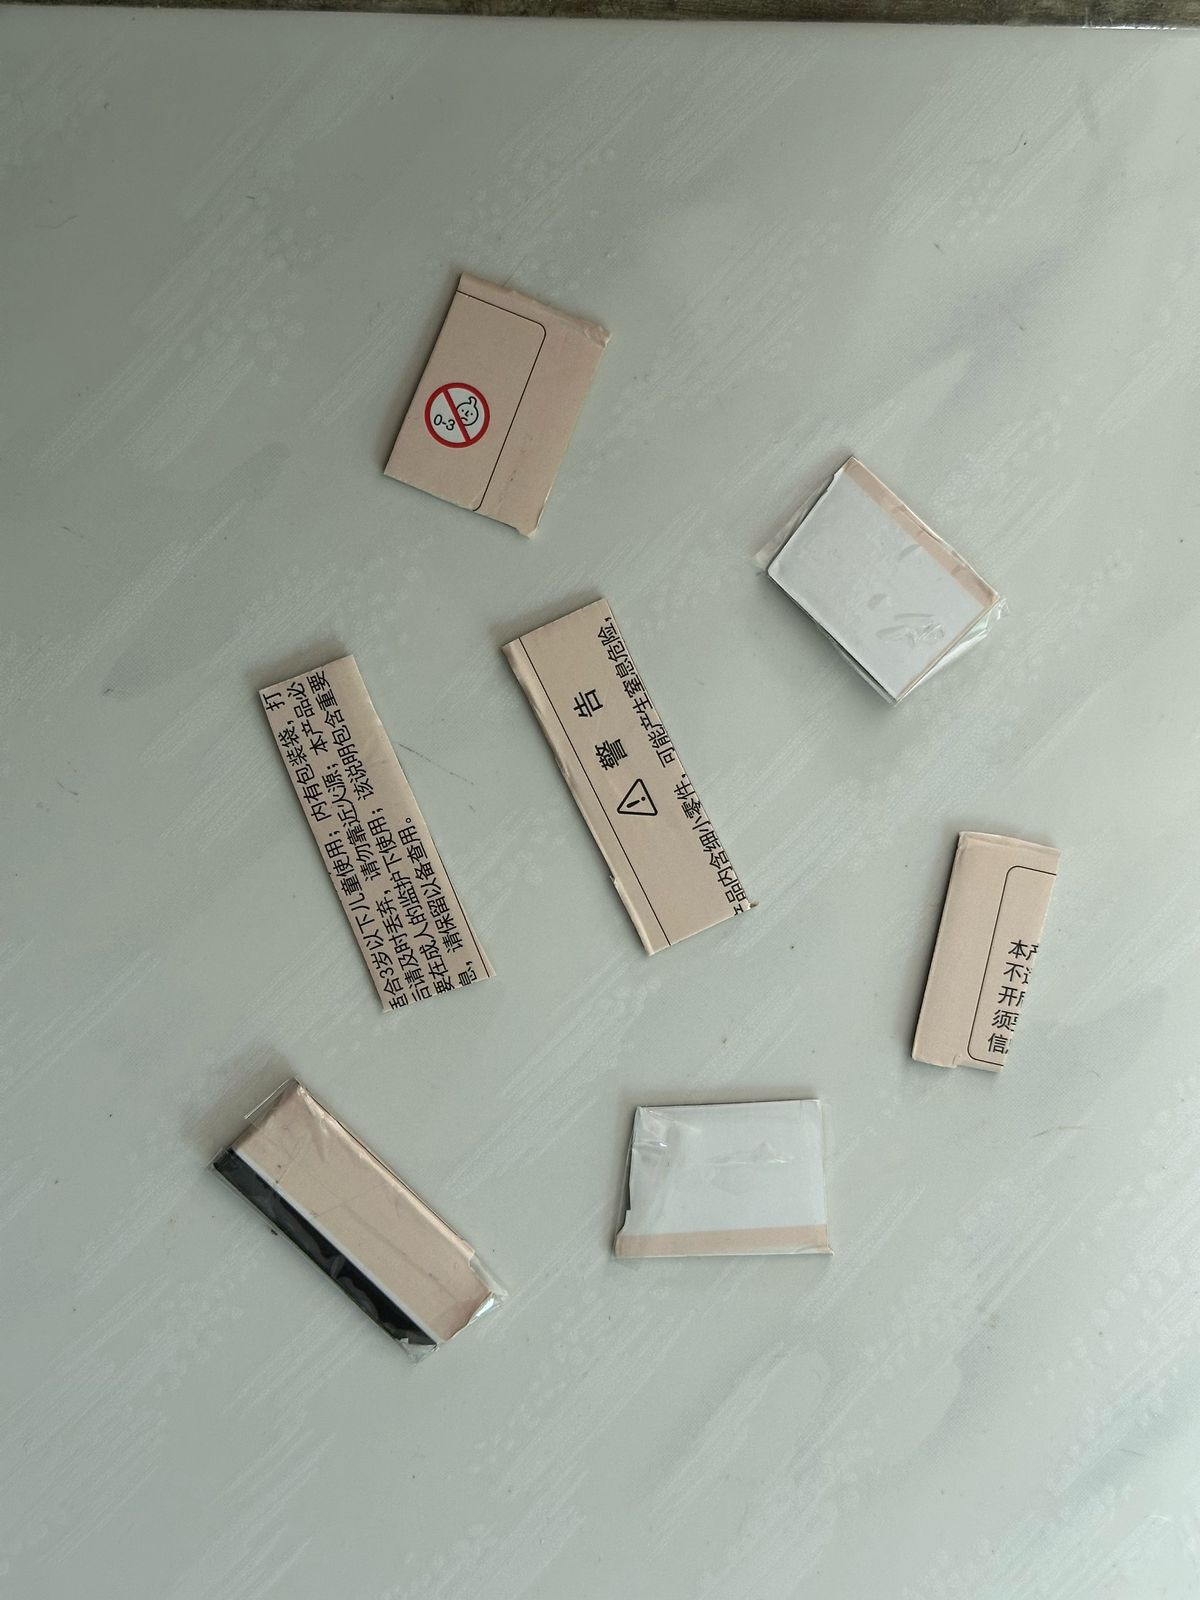 0-3
警告
品内含细小零件，可能产生窒息危险，
适合3岁以下儿童使用；内有包装袋，打
后请及时丢弃，请勿靠近火源；本产品必
要在成人的监护下使用；该说明包含重要
息，请保留以备查用。
本产
不适
开后
须要
信